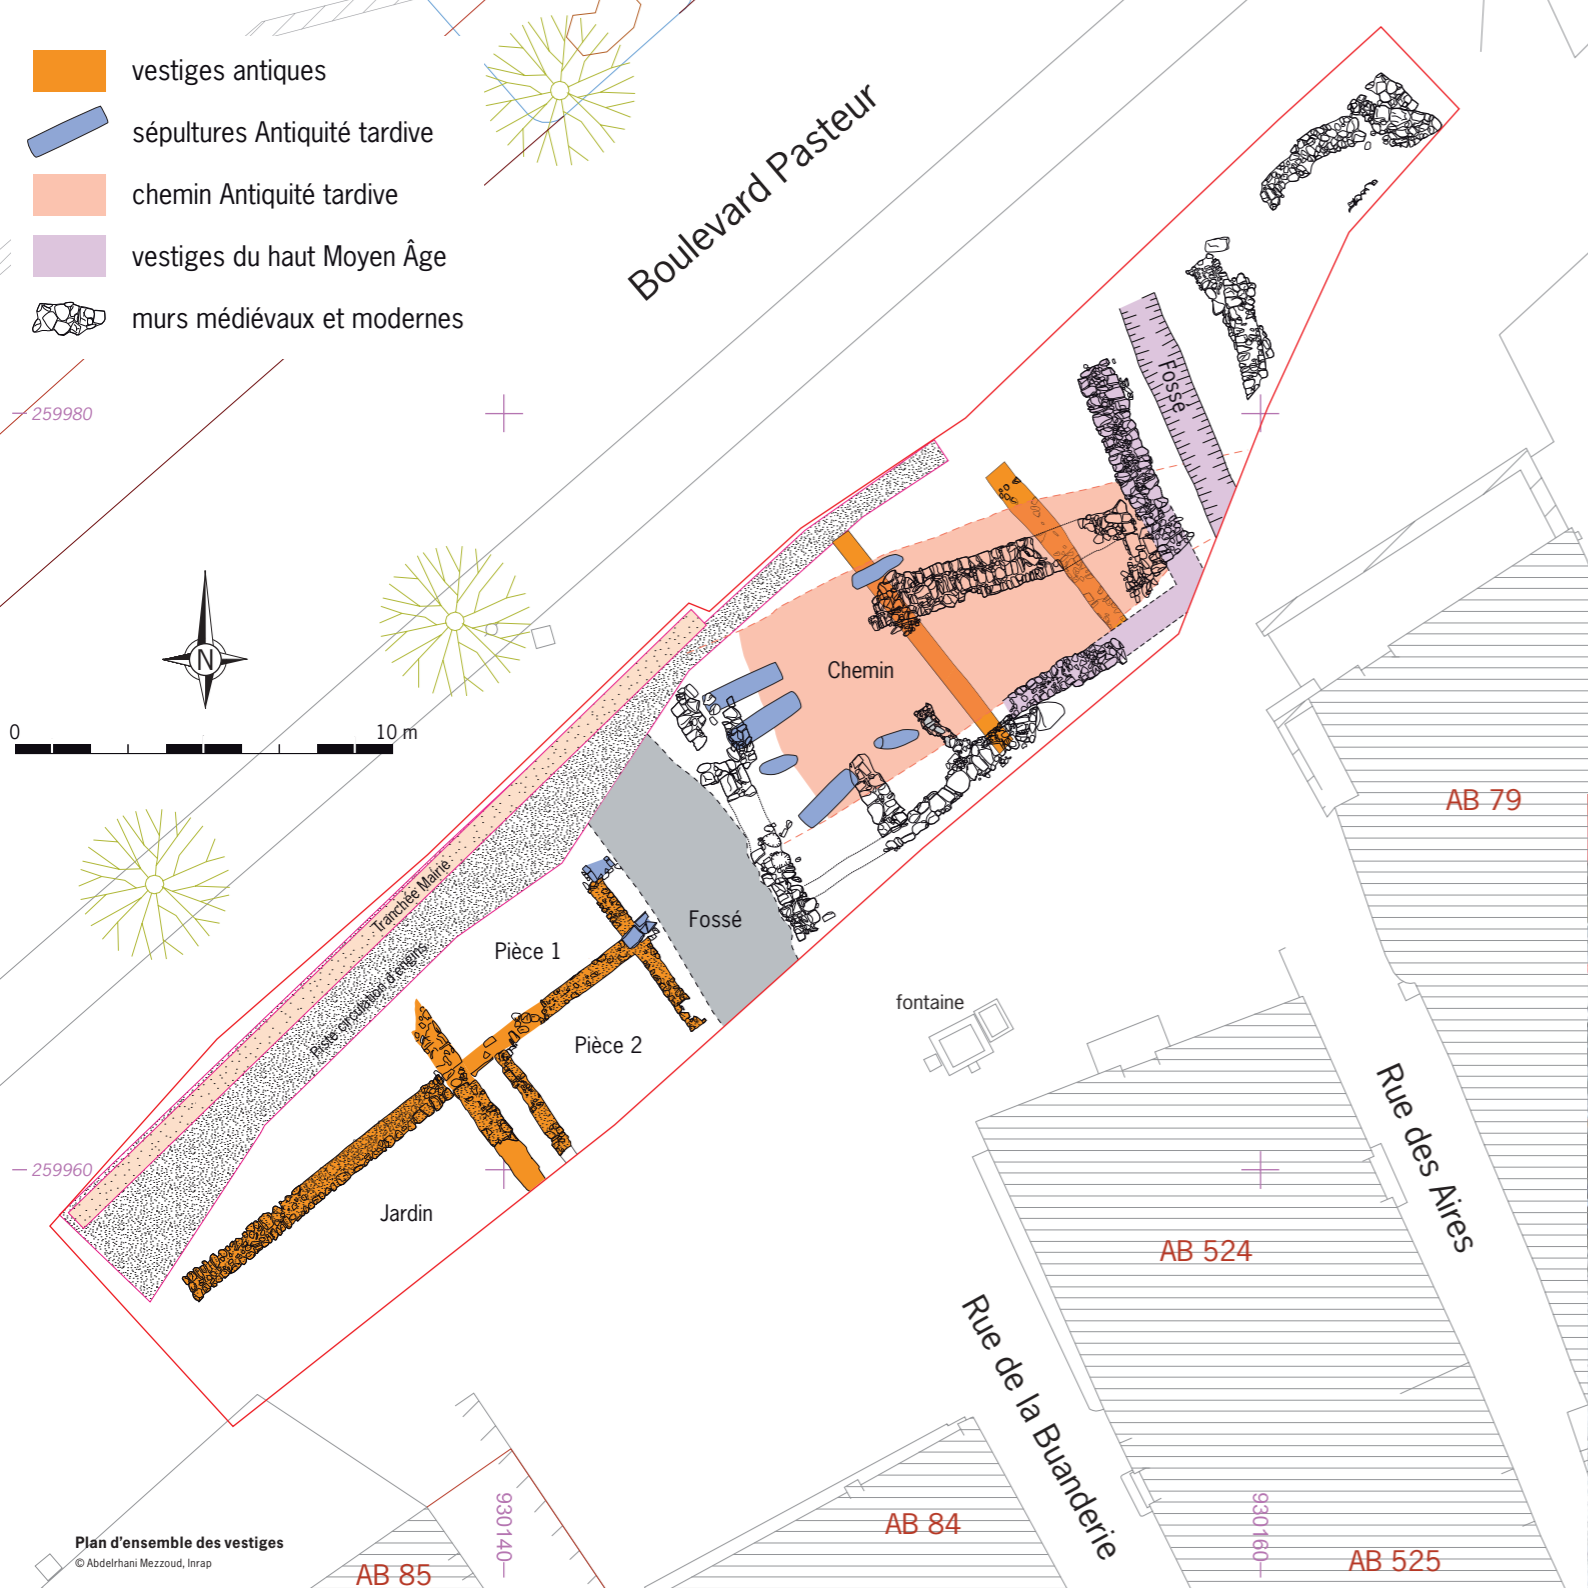 vestiges antiques
sépultures Antiquité tardive
chemin Antiquité tardive
vestiges du haut Moyen Âge
murs médiévaux et modernes
Boulevard Pasteur
259980
Fossé
N
0 10 m
Chemin
Tranchée Mairie
Piste circulation d'engins
Fossé
Pièce 1
Pièce 2
Jardin
259960
fontaine
AB 79
AB 524
Rue des Aires
Rue de la Buanderie
930140
930160
AB 84
AB 525
AB 85
Plan d'ensemble des vestiges
© Abdelrhani Mezzoud, Inrap